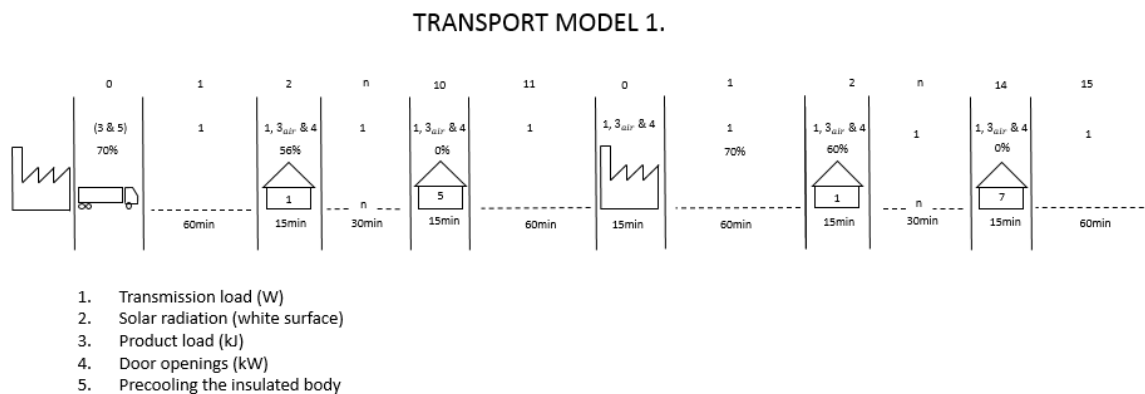 TRANSPORT MODEL 1.
0 1 2 n 10 11 0 1 2 n 14 15
(3 & 5) 1 1, 3air & 4 1 1, 3air & 4 1 1, 3air & 4 1 1, 3air & 4 1 1, 3air & 4 1
70% 56% 0% 70% 60% 0%
1 5 1 7
n n
60min 15min 30min 15min 60min 15min 60min 15min 30min 15min 60min
1. Transmission load (W)
2. Solar radiation (white surface)
3. Product load (kJ)
4. Door openings (kW)
5. Precooling the insulated body